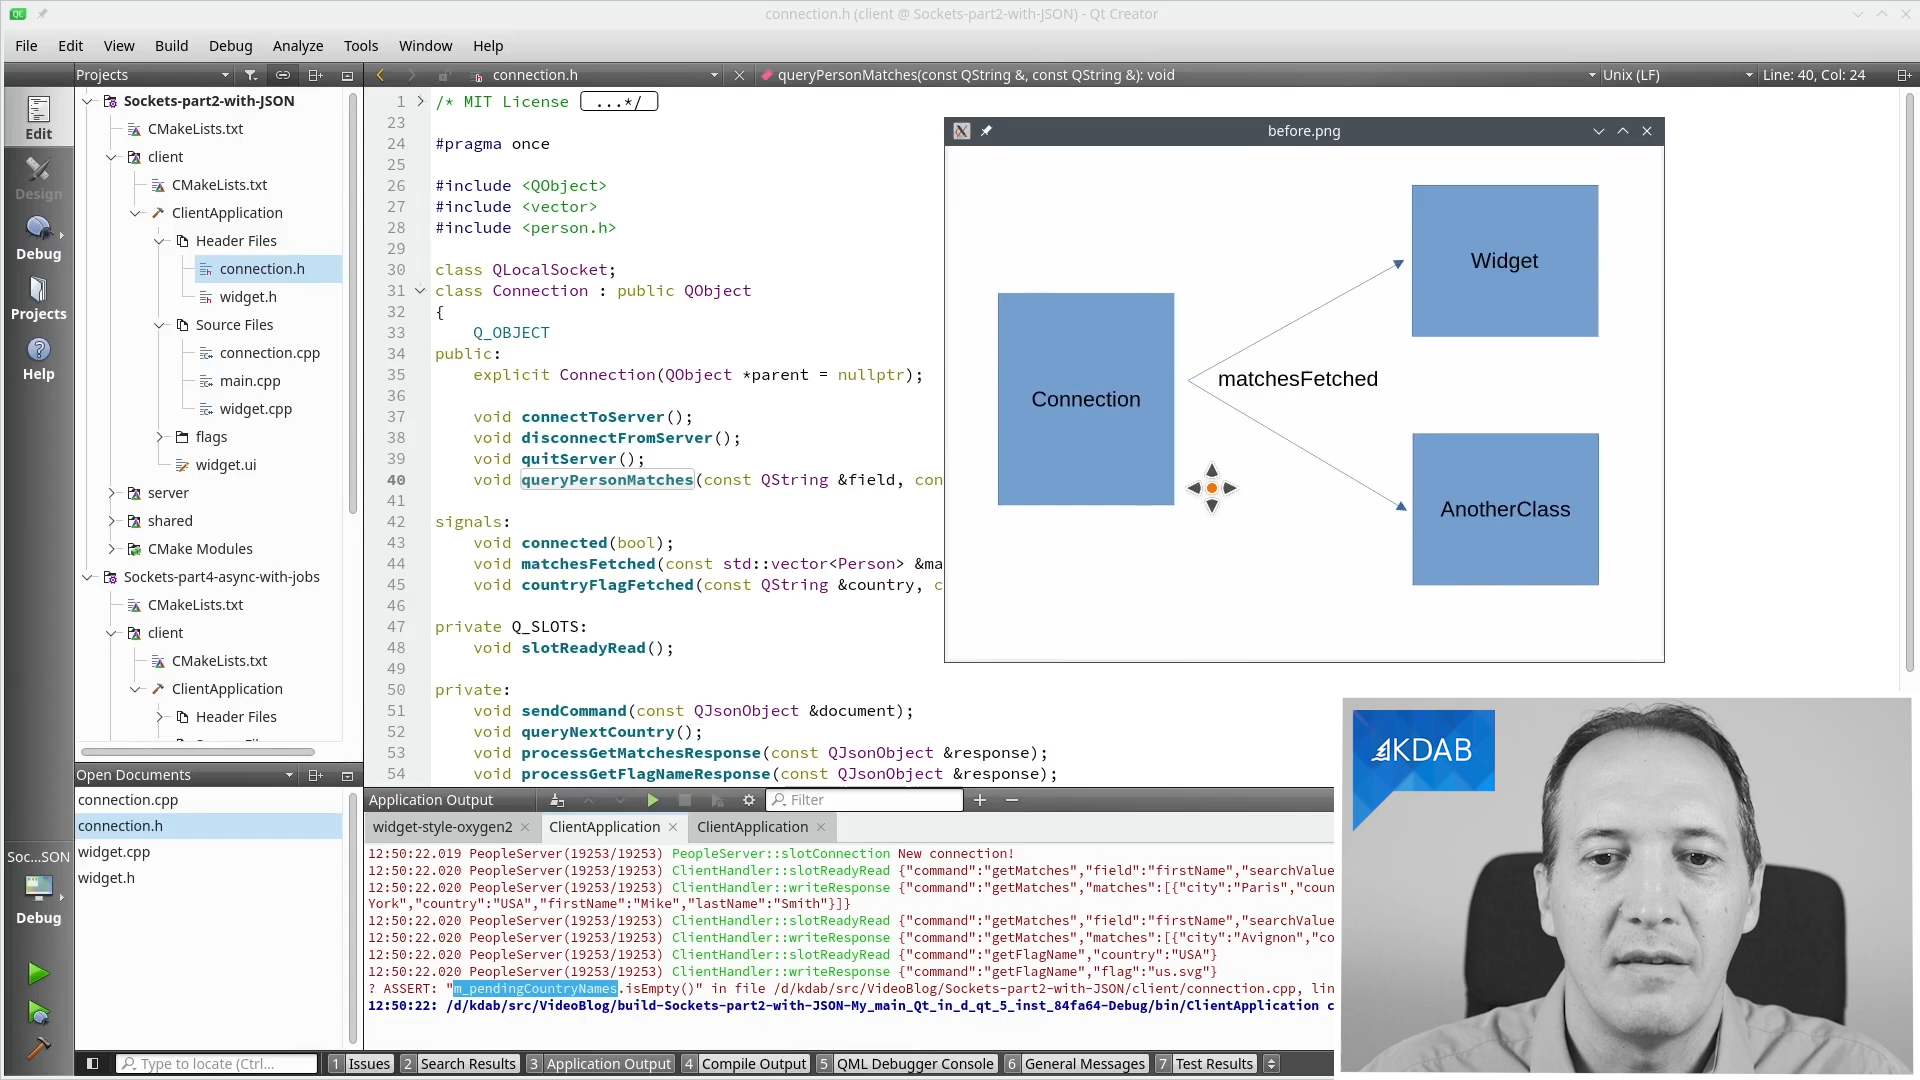 connection.h (client @ Sockets-part2-with-JSON) - Qt Creator
File Edit View Build Debug Analyze Tools Window Help
Projects
connection.h
queryPersonMatches(const QString &, const QString &): void
Unix (LF)
Line: 40, Col: 24
Edit
Design
Debug
Projects
Help
Soc...SON
Debug
Sockets-part2-with-JSON
CMakeLists.txt
client
CMakeLists.txt
ClientApplication
Header Files
connection.h
widget.h
Source Files
connection.cpp
main.cpp
widget.cpp
flags
widget.ui
server
shared
CMake Modules
Sockets-part4-async-with-jobs
CMakeLists.txt
client
CMakeLists.txt
ClientApplication
Header Files
Open Documents
connection.cpp
connection.h
widget.cpp
widget.h
1 /* MIT License ...*/
23
24 #pragma once
25
26 #include <QObject>
27 #include <vector>
28 #include <person.h>
29
30 class QLocalSocket;
31 class Connection : public QObject
32 {
33 Q_OBJECT
34 public:
35 explicit Connection(QObject *parent = nullptr);
36
37 void connectToServer();
38 void disconnectFromServer();
39 void quitServer();
40 void queryPersonMatches(const QString &field, con
41
42 signals:
43 void connected(bool);
44 void matchesFetched(const std::vector<Person> &ma
45 void countryFlagFetched(const QString &country, c
46
47 private Q_SLOTS:
48 void slotReadyRead();
49
50 private:
51 void sendCommand(const QJsonObject &document);
52 void queryNextCountry();
53 void processGetMatchesResponse(const QJsonObject &response);
54 void processGetFlagNameResponse(const QJsonObject &response);
before.png
Widget
Connection
matchesFetched
AnotherClass
KDAB
Application Output
Filter
widget-style-oxygen2
ClientApplication
ClientApplication
12:50:22.019 PeopleServer(19253/19253) PeopleServer::slotConnection New connection!
12:50:22.020 PeopleServer(19253/19253) ClientHandler::slotReadyRead {"command":"getMatches","field":"firstName","searchValue
12:50:22.020 PeopleServer(19253/19253) ClientHandler::writeResponse {"command":"getMatches","matches":[{"city":"Paris","coun
York","country":"USA","firstName":"Mike","lastName":"Smith"}]}
12:50:22.020 PeopleServer(19253/19253) ClientHandler::slotReadyRead {"command":"getMatches","field":"firstName","searchValue
12:50:22.020 PeopleServer(19253/19253) ClientHandler::writeResponse {"command":"getMatches","matches":[{"city":"Avignon","co
12:50:22.020 PeopleServer(19253/19253) ClientHandler::slotReadyRead {"command":"getFlagName","country":"USA"}
12:50:22.020 PeopleServer(19253/19253) ClientHandler::writeResponse {"command":"getFlagName","flag":"us.svg"}
? ASSERT: "m_pendingCountryNames.isEmpty()" in file /d/kdab/src/VideoBlog/Sockets-part2-with-JSON/client/connection.cpp, lin
12:50:22: /d/kdab/src/VideoBlog/build-Sockets-part2-with-JSON-My_main_Qt_in_d_qt_5_inst_84fa64-Debug/bin/ClientApplication c
Type to locate (Ctrl...
1 Issues 2 Search Results 3 Application Output 4 Compile Output 5 QML Debugger Console 6 General Messages 7 Test Results